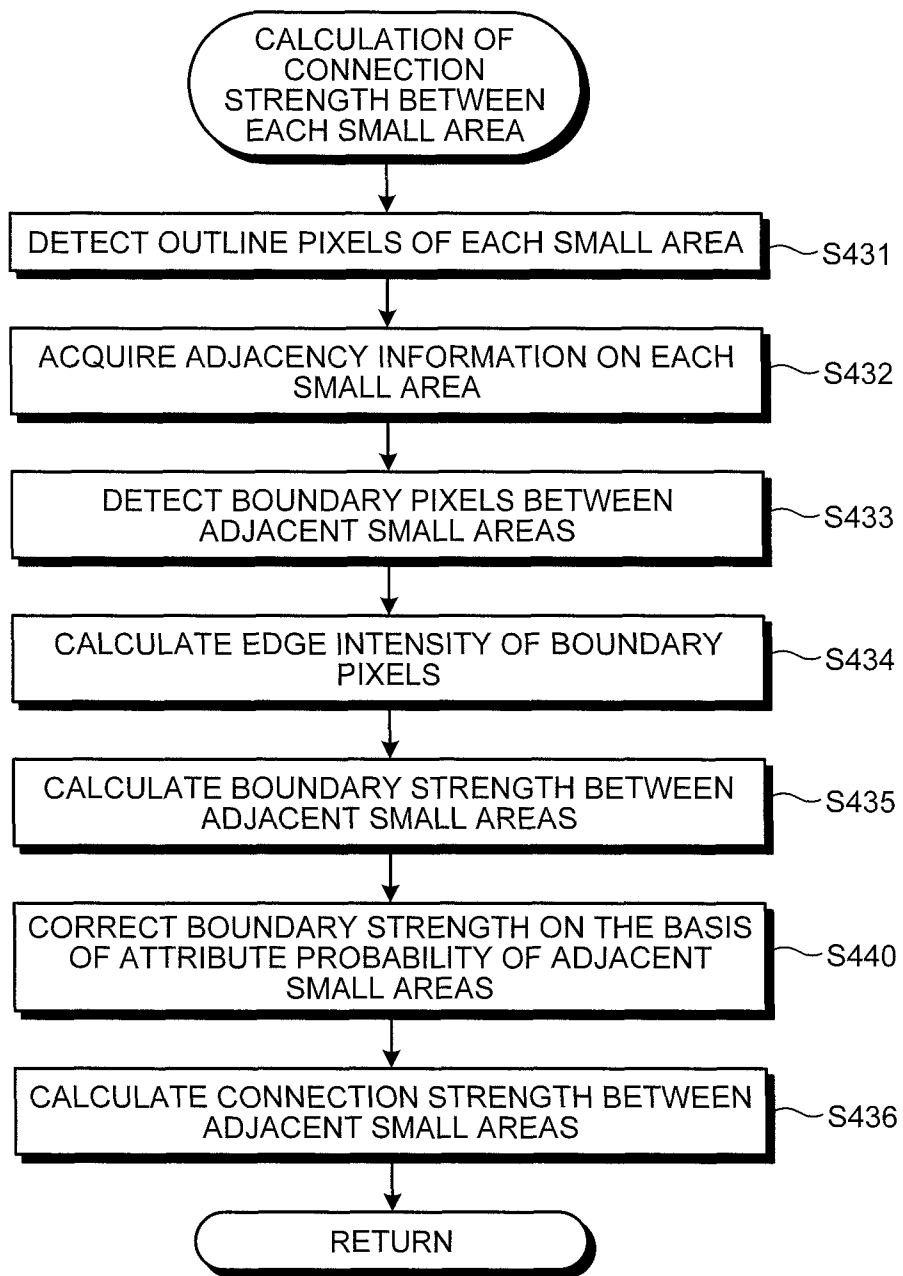 CALCULATION OF
CONNECTION
STRENGTH BETWEEN
EACH SMALL AREA
DETECT OUTLINE PIXELS OF EACH SMALL AREA
S431
ACQUIRE ADJACENCY INFORMATION ON EACH
SMALL AREA
S432
DETECT BOUNDARY PIXELS BETWEEN
ADJACENT SMALL AREAS
S433
CALCULATE EDGE INTENSITY OF BOUNDARY
PIXELS
S434
CALCULATE BOUNDARY STRENGTH BETWEEN
ADJACENT SMALL AREAS
S435
CORRECT BOUNDARY STRENGTH ON THE BASIS
OF ATTRIBUTE PROBABILITY OF ADJACENT
SMALL AREAS
S440
CALCULATE CONNECTION STRENGTH BETWEEN
ADJACENT SMALL AREAS
S436
RETURN